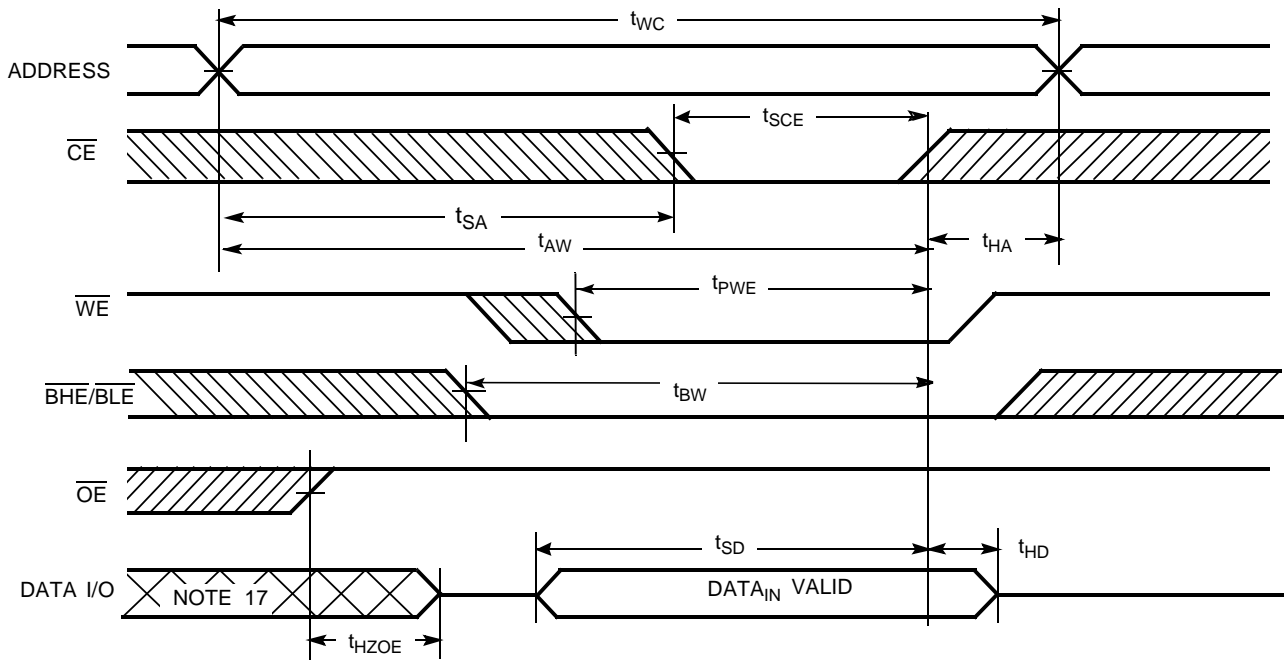 tWC
ADDRESS
tSCE
CE
tSA
tAW
tHA
tPWE
WE
BHE/BLE
tBW
OE
tSD
tHD
DATA I/O
NOTE 17
DATAIN VALID
tHZOE